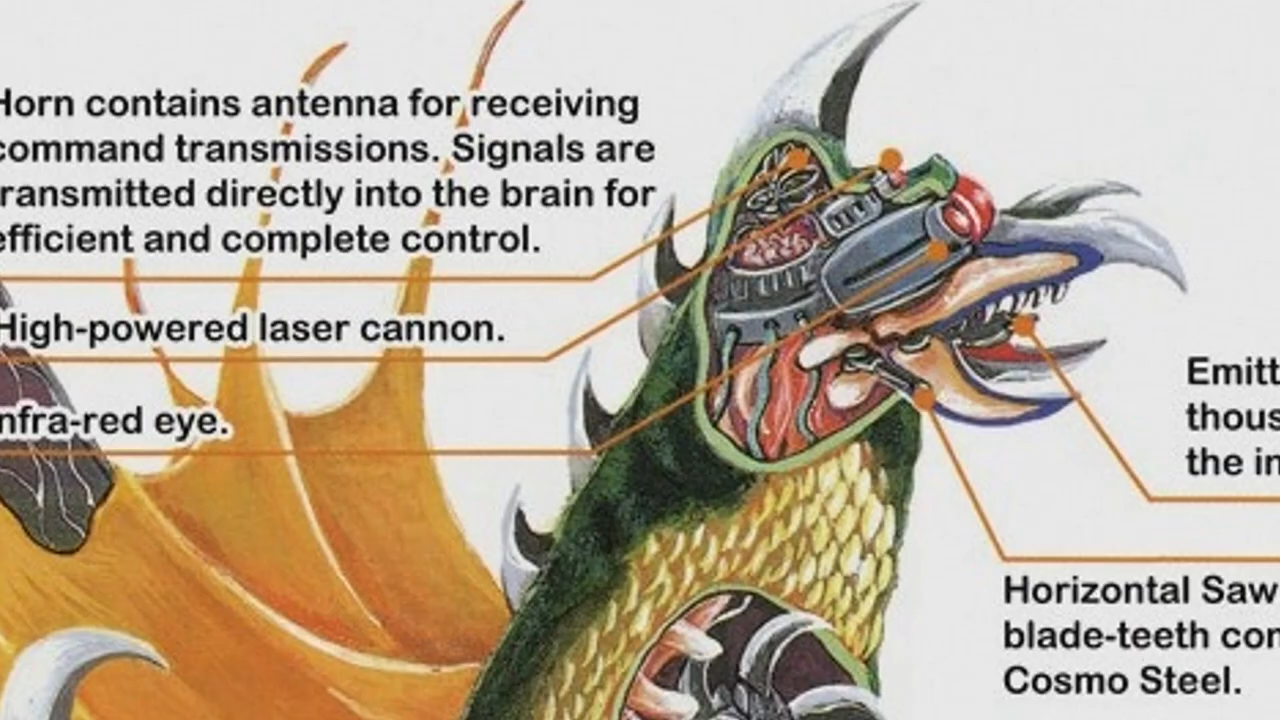 Horn contains antenna for receiving
command transmissions. Signals are
transmitted directly into the brain for
efficient and complete control.
High-powered laser cannon.
Infra-red eye.
Emitt
thous
the in
Horizontal Saw
blade-teeth con
Cosmo Steel.